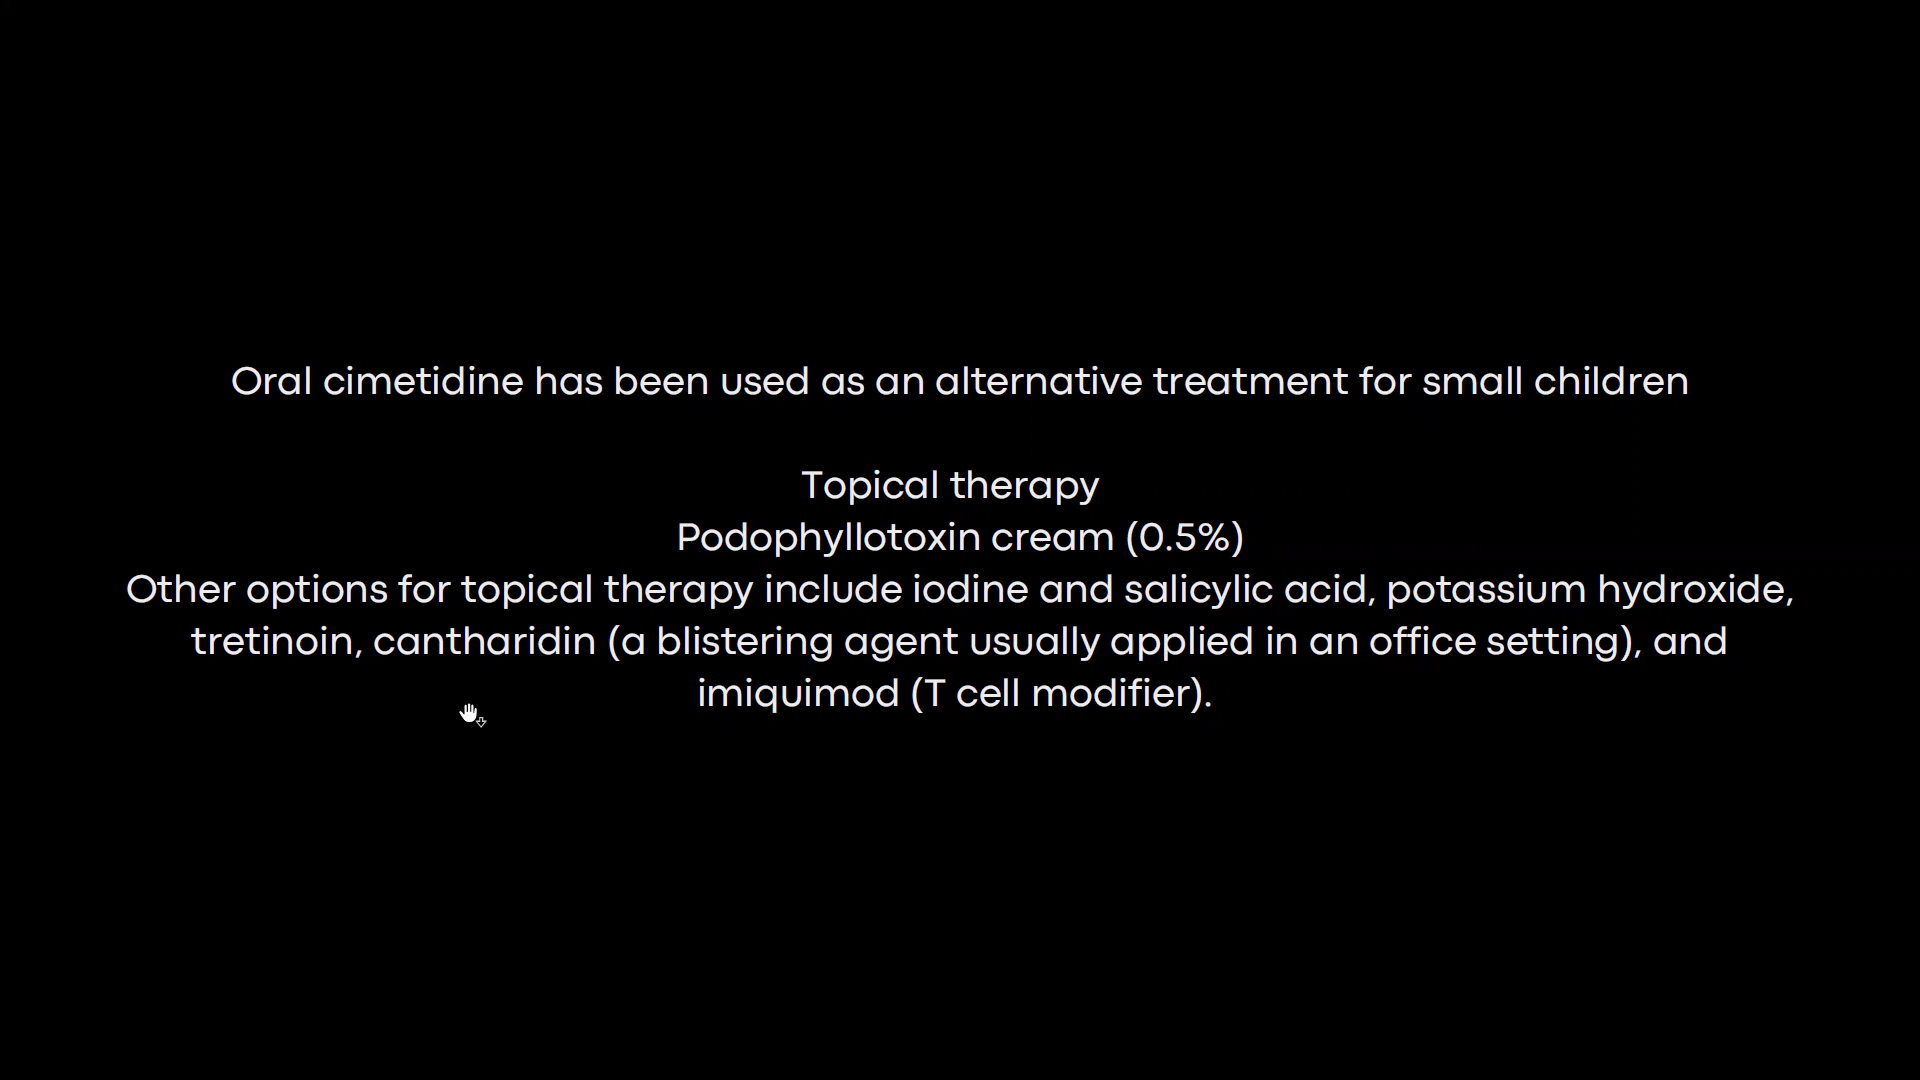 Oral cimetidine has been used as an alternative treatment for small children
Topical therapy
Podophyllotoxin cream (0.5%)
Other options for topical therapy include iodine and salicylic acid, potassium hydroxide,
tretinoin, cantharidin (a blistering agent usually applied in an office setting), and
imiquimod (T cell modifier).